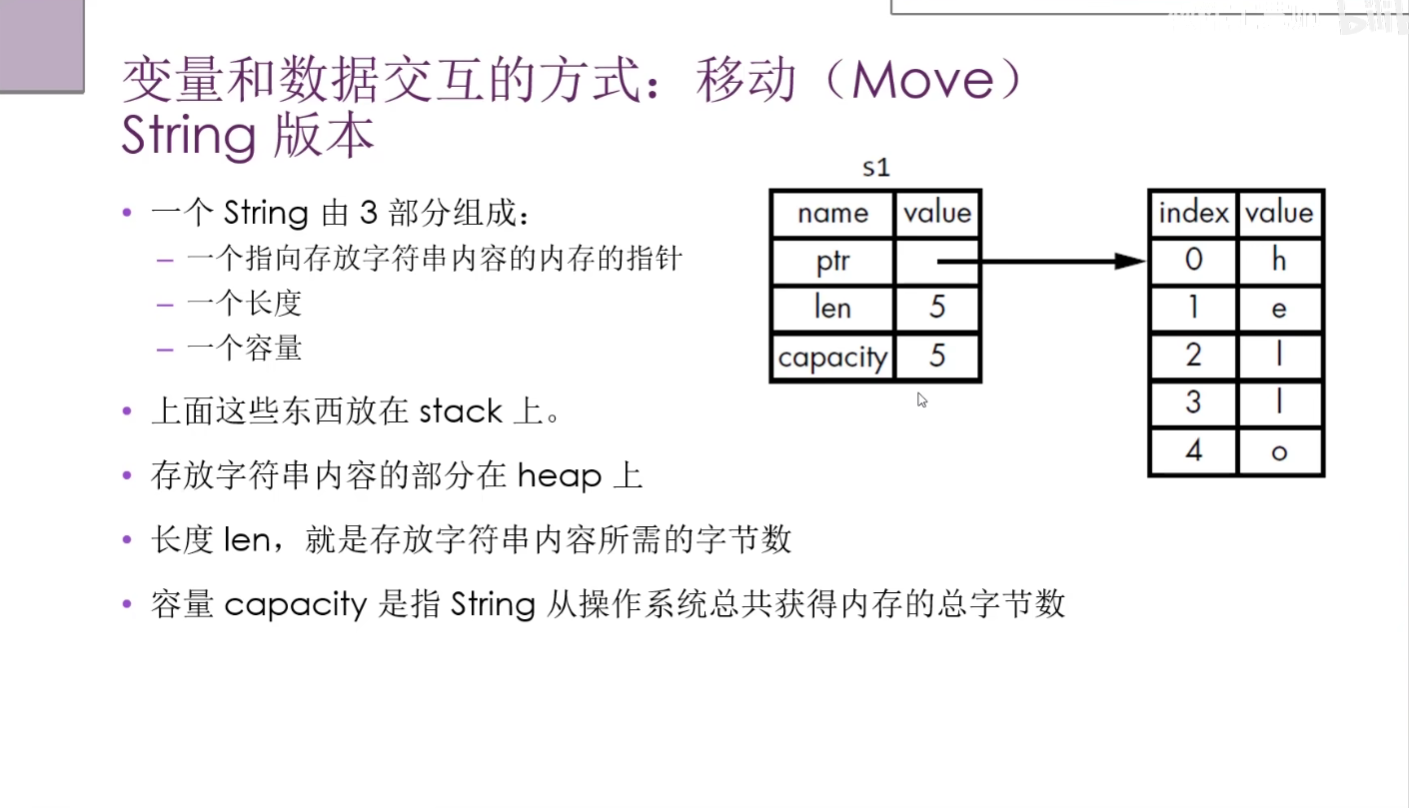 变量和数据交互的方式：移动（Move）
String 版本
• 一个 String 由 3 部分组成：
– 一个指向存放字符串内容的内存的指针
– 一个长度
– 一个容量
• 上面这些东西放在 stack 上。
• 存放字符串内容的部分在 heap 上
• 长度 len，就是存放字符串内容所需的字节数
• 容量 capacity 是指 String 从操作系统总共获得内存的总字节数
s1
name value
ptr
len 5
capacity 5
index value
0 h
1 e
2 l
3 l
4 o